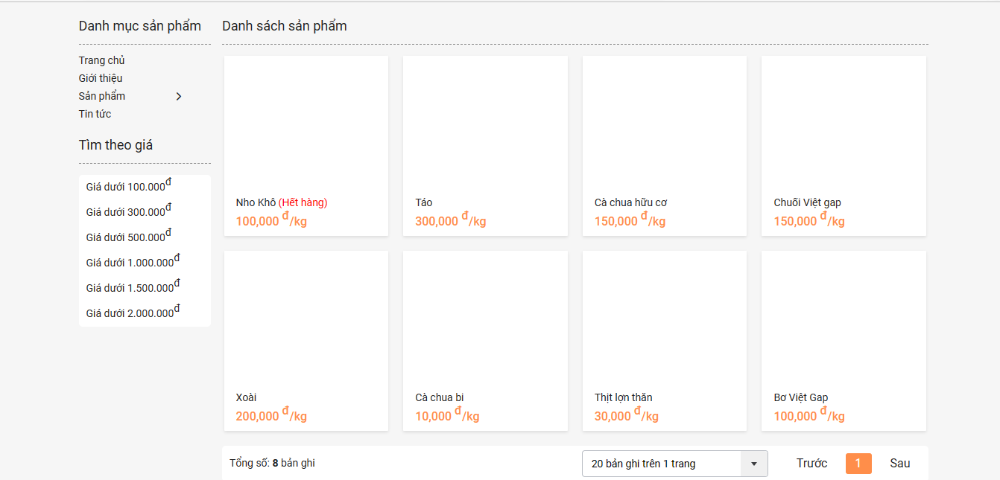 Danh mục sản phẩm
Trang chủ
Giới thiệu
Sản phẩm
Tin tức
Tìm theo giá
Giá dưới 100.000đ
Giá dưới 300.000đ
Giá dưới 500.000đ
Giá dưới 1.000.000đ
Giá dưới 1.500.000đ
Giá dưới 2.000.000đ
Danh sách sản phẩm
Nho Khô (Hết hàng)
100,000 đ/kg
Táo
300,000 đ/kg
Cà chua hữu cơ
150,000 đ/kg
Chuối Việt gap
150,000 đ/kg
Xoài
200,000 đ/kg
Cà chua bi
10,000 đ/kg
Thịt lợn thăn
30,000 đ/kg
Bơ Việt Gap
100,000 đ/kg
Tổng số: 8 bản ghi
20 bản ghi trên 1 trang
Trước 1 Sau